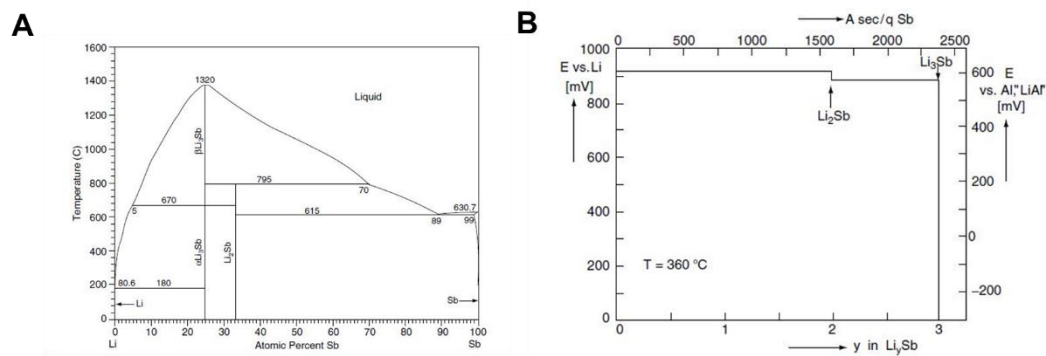 A
1600
1400
1200
1000
800
600
400
200
0
Temperature (C)
1320
Liquid
βLi₃Sb
795
70
670
5
615
630.7
89
99
αLi₃Sb
Li₂Sb
80.6
180
Li
Sb
0
10
20
30
40
50
60
70
80
90
100
Li
Atomic Percent Sb
Sb
B
A sec/q Sb
0
500
1000
1500
2000
2500
1000
E vs. Li
[mV]
800
600
400
200
0
Li₃Sb
Li₂Sb
600
E
vs. Al,"LiAl"
[mV]
400
200
0
−200
T = 360 °C
0
1
2
3
y in LiySb